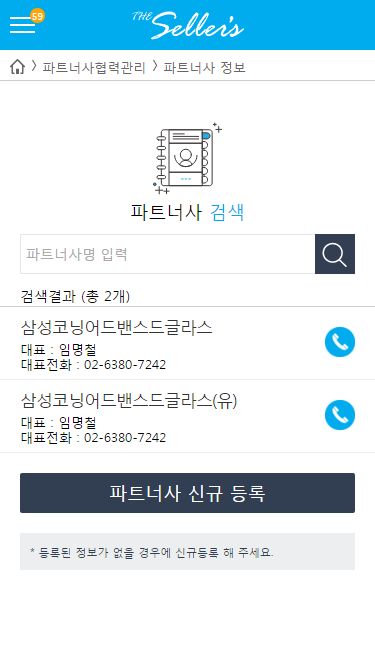 59
THE Seller's
파트너사협력관리 파트너사 정보
파트너사 검색
파트너사명 입력
검색결과 (총 2개)
삼성코닝어드밴스드글라스
대표 : 임명철
대표전화 : 02-6380-7242
삼성코닝어드밴스드글라스(유)
대표 : 임명철
대표전화 : 02-6380-7242
파트너사 신규 등록
* 등록된 정보가 없을 경우에 신규등록 해 주세요.